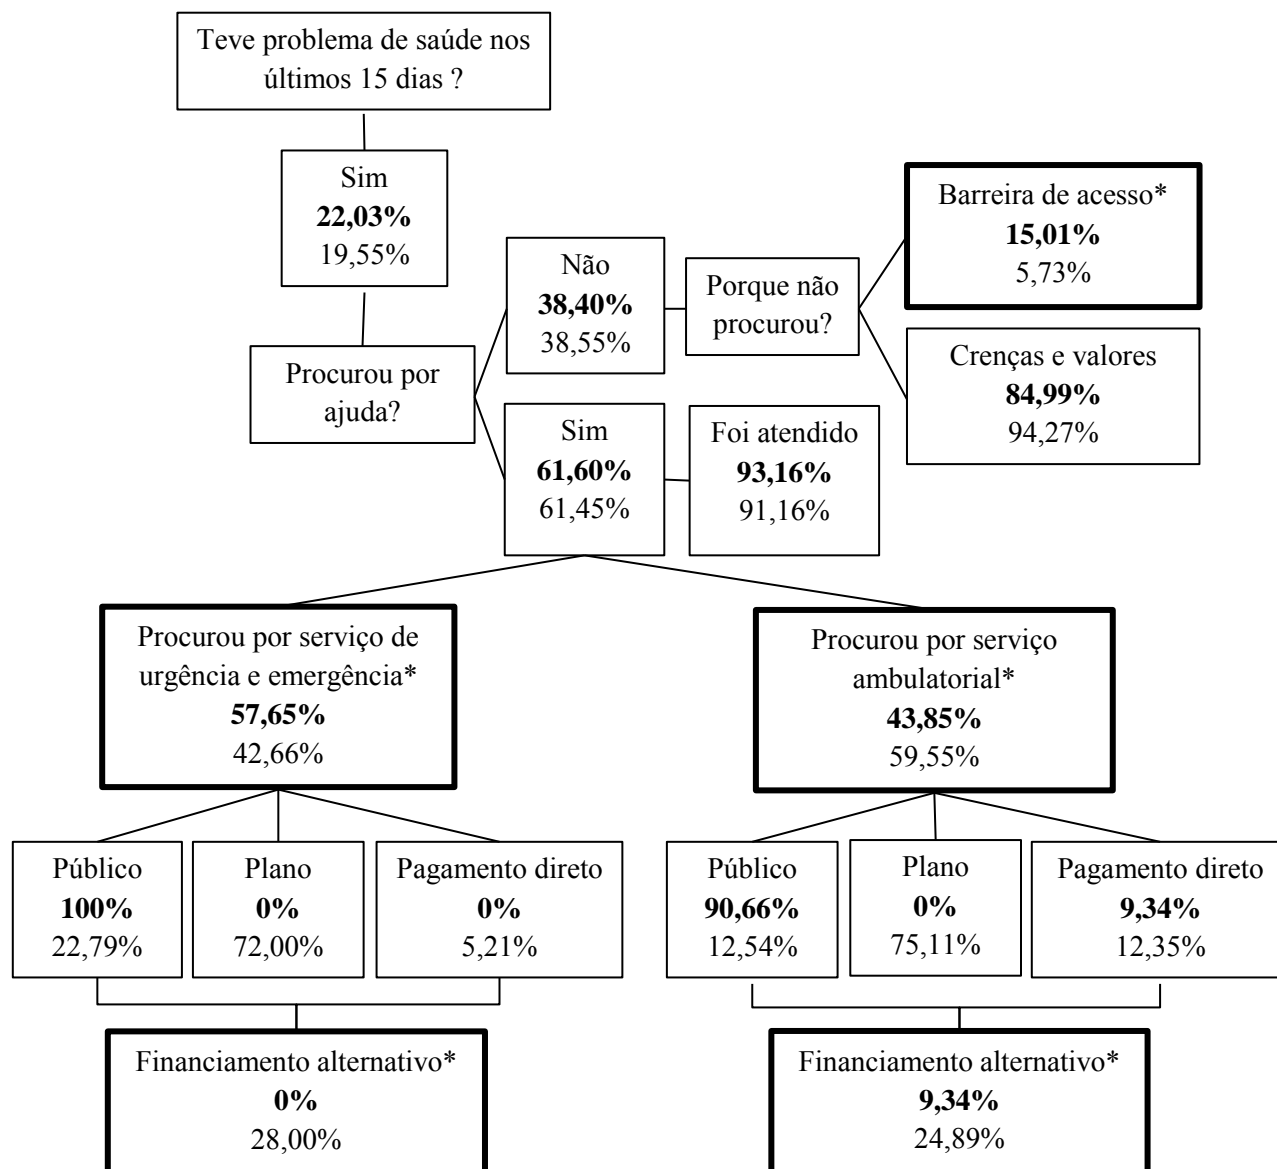 Teve problema de saúde nos
últimos 15 dias ?
Sim
22,03%
19,55%
Procurou por
ajuda?
Não
38,40%
38,55%
Porque não
procurou?
Barreira de acesso*
15,01%
5,73%
Crenças e valores
84,99%
94,27%
Sim
61,60%
61,45%
Foi atendido
93,16%
91,16%
Procurou por serviço de
urgência e emergência*
57,65%
42,66%
Procurou por serviço
ambulatorial*
43,85%
59,55%
Público
100%
22,79%
Plano
0%
72,00%
Pagamento direto
0%
5,21%
Público
90,66%
12,54%
Plano
0%
75,11%
Pagamento direto
9,34%
12,35%
Financiamento alternativo*
0%
28,00%
Financiamento alternativo*
9,34%
24,89%